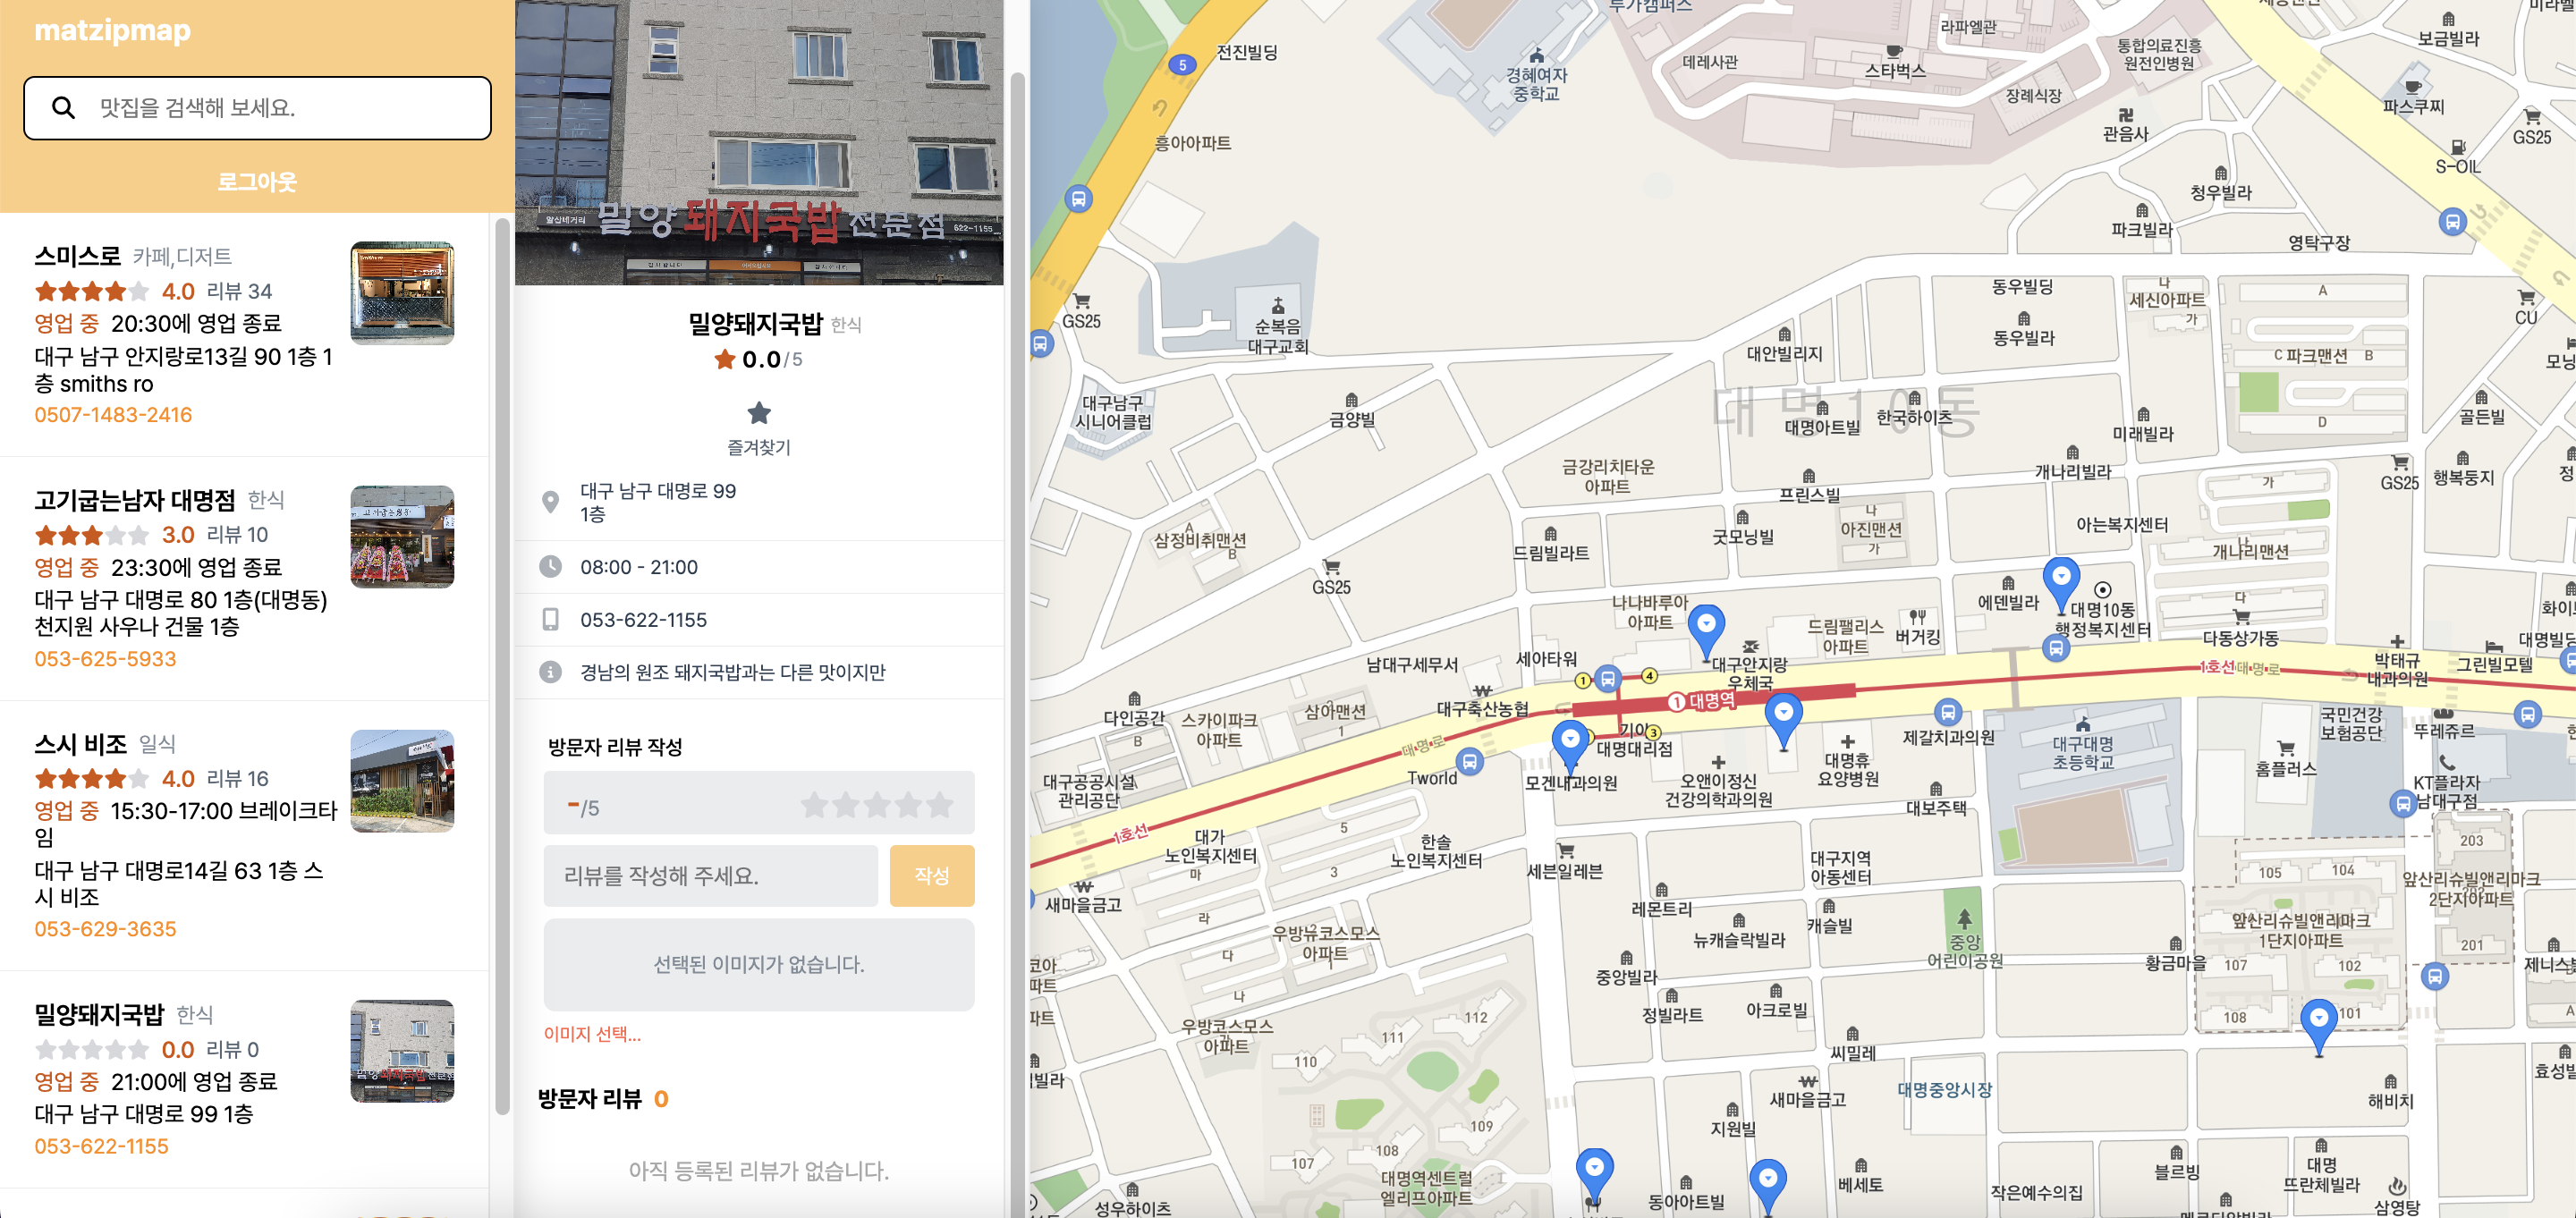 matzipmap
맛집을 검색해 보세요.
로그아웃
스미스로 카페,디저트
4.0 리뷰 34
영업 중 20:30에 영업 종료
대구 남구 안지랑로13길 90 1층 1
층 smiths ro
0507-1483-2416
고기굽는남자 대명점 한식
3.0 리뷰 10
영업 중 23:30에 영업 종료
대구 남구 대명로 80 1층(대명동)
천지원 사우나 건물 1층
053-625-5933
스시 비조 일식
4.0 리뷰 16
영업 중 15:30-17:00 브레이크타
임
대구 남구 대명로14길 63 1층 스
시 비조
053-629-3635
밀양돼지국밥 한식
0.0 리뷰 0
영업 중 21:00에 영업 종료
대구 남구 대명로 99 1층
053-622-1155
앞산네거리
밀양돼지국밥전문점
622-1155
밀양돼지국밥 한식
0.0/5
즐겨찾기
대구 남구 대명로 99
1층
08:00 - 21:00
053-622-1155
경남의 원조 돼지국밥과는 다른 맛이지만
방문자 리뷰 작성
-/5
리뷰를 작성해 주세요.
작성
선택된 이미지가 없습니다.
이미지 선택...
방문자 리뷰 0
아직 등록된 리뷰가 없습니다.
루가캠퍼스
전진빌딩
5
경혜여자
중학교
데레사관
라파엘관
스타벅스
장례식장
통합의료진흥
원전인병원
보금빌라
파스쿠찌
GS25
관음사
S-OIL
흥아아파트
청우빌라
파크빌라
영탁구장
GS25
순복음
대구교회
동우빌딩
동우빌라
나
세신아파트
가
A
C 파크맨션 B
D
CU
대안빌리지
대명10동
대구남구
시니어클럽
금양빌
대명아트빌
한국하이츠
미래빌라
골든빌
개나리빌라
GS25
행복둥지
금강리치타운
아파트
프린스빌
가
A
삼정비취맨션
B
드림빌라트
굿모닝빌
나
아진맨션
가
아는복지센터
나
개나리맨션
다
GS25
나나바루아
아파트
드림팰리스
아파트
버거킹
에덴빌라
대명10동
행정복지센터
다동상가동
대명빌딩
남대구세무서
세아타워
대구안지랑
우체국
1호선
대명로
박태규
내과의원
그린빌모텔
다인공간
B
스카이파크
아파트
삼아맨션
1
대구축산농협
1
4
1 대명역
3
기아
대명대리점
제갈치과의원
대구대명
초등학교
국민건강
보험공단
뚜레쥬르
대명로
Tworld
모겐내과의원
오앤이정신
건강의학과의원
대명휴
요양병원
홈플러스
KT플라자
남대구점
대구공공시설
관리공단
1호선
대가
노인복지센터
마
5
3
한솔
노인복지센터
대보주택
203
세븐일레븐
대구지역
아동센터
105
104
앞산리슈빌앤리마크
2단지아파트
새마을금고
라
레몬트리
뉴캐슬락빌라
캐슬빌
중앙
어린이공원
앞산리슈빌앤리마크
1단지아파트
201
다
우방뉴코스모스
아파트
나
중앙빌라
황금마을
107
102
정빌라트
아크로빌
우방코스모스
아파트
가
112
111
110
씨밀레
108
101
대명중앙시장
새마을금고
해비치
지원빌
109
108
107
대명역센트럴
엘리프아파트
블르빙
대명
뜨란채빌라
성우하이츠
동아아트빌
베세토
작은예수의집
삼영탕